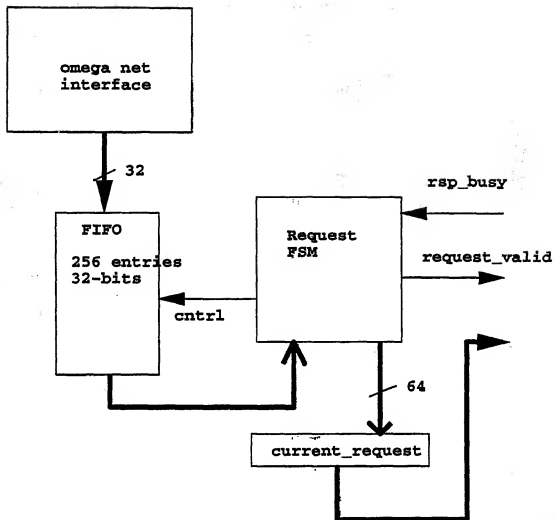 omega net
interface
32
rsp_busy
FIFO
256 entries
32-bits
Request
FSM
request_valid
cntrl
64
current_request